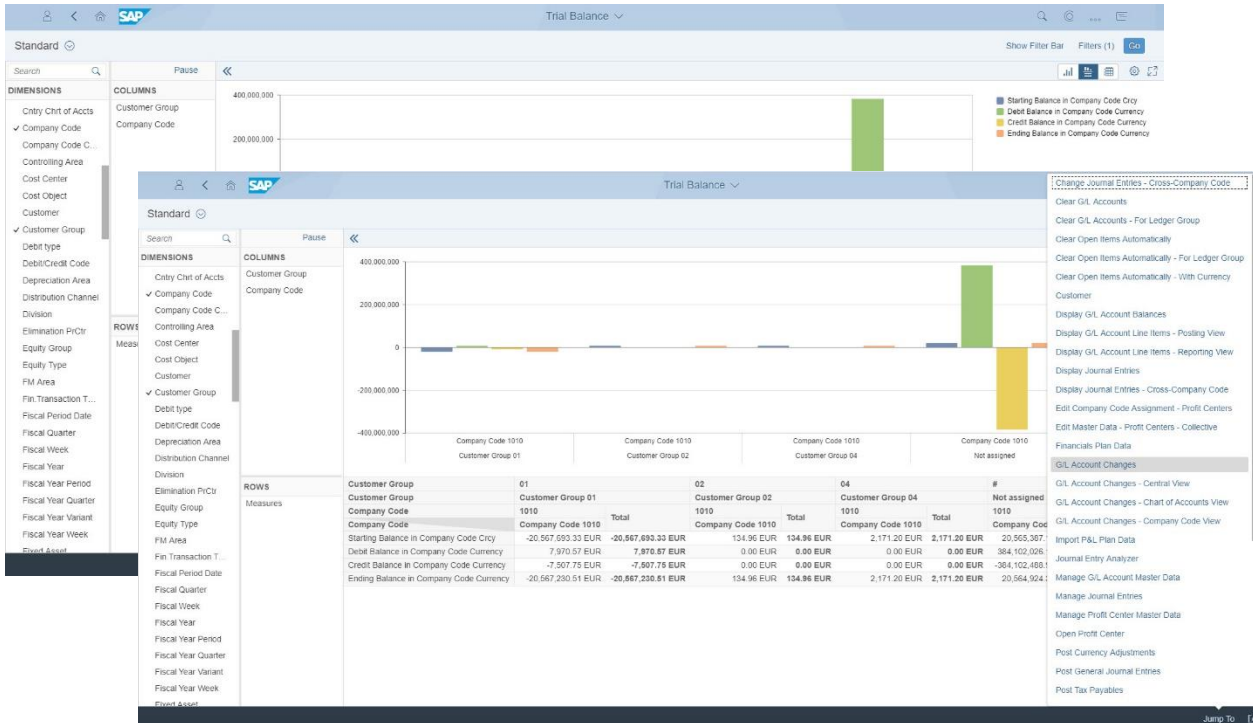 SAP
Trial Balance
Standard
Show Filter Bar Filters (1) Go
Search
Pause
DIMENSIONS
COLUMNS
Cntry Chrt of Accts
Company Code
Company Code C...
Controlling Area
Cost Center
Cost Object
Customer
Customer Group
Debit type
Debit/Credit Code
Depreciation Area
Distribution Channel
Division
Elimination PrCtr
Equity Group
Equity Type
FM Area
Fin.Transaction T...
Fiscal Period Date
Fiscal Quarter
Fiscal Week
Fiscal Year
Fiscal Year Period
Fiscal Year Quarter
Fiscal Year Variant
Fiscal Year Week
Fixed Asset
Customer Group
Company Code
ROWS
Meas
400,000,000
200,000,000
Starting Balance in Company Code Crcy
Debit Balance in Company Code Currency
Credit Balance in Company Code Currency
Ending Balance in Company Code Currency
SAP
Trial Balance
Standard
Search
Pause
DIMENSIONS
COLUMNS
Cntry Chrt of Accts
Company Code
Company Code C...
Controlling Area
Cost Center
Cost Object
Customer
Customer Group
Debit type
Debit/Credit Code
Depreciation Area
Distribution Channel
Division
Elimination PrCtr
Equity Group
Equity Type
FM Area
Fin Transaction T...
Fiscal Period Date
Fiscal Quarter
Fiscal Week
Fiscal Year
Fiscal Year Period
Fiscal Year Quarter
Fiscal Year Variant
Fiscal Year Week
Fixed Asset
Customer Group
Company Code
ROWS
Measures
400,000,000
200,000,000
0
-200,000,000
-400,000,000
Company Code 1010 Company Code 1010 Company Code 1010 Company Code 1010
Customer Group 01 Customer Group 02 Customer Group 04 Not assigned
Customer Group 01 02 04 #
Customer Group Customer Group 01 Customer Group 02 Customer Group 04 Not assigned
Company Code 1010 Total 1010 Total 1010 Total 1010
Company Code Company Code 1010 Company Code 1010 Company Code 1010 Company Cod
Starting Balance in Company Code Crcy -20,567,693.33 EUR -20,567,693.33 EUR 134.96 EUR 134.96 EUR 2,171.20 EUR 2,171.20 EUR 20,565,387.
Debit Balance in Company Code Currency 7,970.57 EUR 7,970.57 EUR 0.00 EUR 0.00 EUR 0.00 EUR 0.00 EUR 384,102,026.
Credit Balance in Company Code Currency -7,507.75 EUR -7,507.75 EUR 0.00 EUR 0.00 EUR 0.00 EUR 0.00 EUR -384,102,488.
Ending Balance in Company Code Currency -20,567,230.51 EUR -20,567,230.51 EUR 134.96 EUR 134.96 EUR 2,171.20 EUR 2,171.20 EUR 20,564,924.
Change Journal Entries - Cross-Company Code
Clear G/L Accounts
Clear G/L Accounts - For Ledger Group
Clear Open Items Automatically
Clear Open Items Automatically - For Ledger Group
Clear Open Items Automatically - With Currency
Customer
Display G/L Account Balances
Display G/L Account Line Items - Posting View
Display G/L Account Line Items - Reporting View
Display Journal Entries
Display Journal Entries - Cross-Company Code
Edit Company Code Assignment - Profit Centers
Edit Master Data - Profit Centers - Collective
Financials Plan Data
G/L Account Changes
G/L Account Changes - Central View
G/L Account Changes - Chart of Accounts View
G/L Account Changes - Company Code View
Import P&L Plan Data
Journal Entry Analyzer
Manage G/L Account Master Data
Manage Journal Entries
Manage Profit Center Master Data
Open Profit Center
Post Currency Adjustments
Post General Journal Entries
Post Tax Payables
Jump To